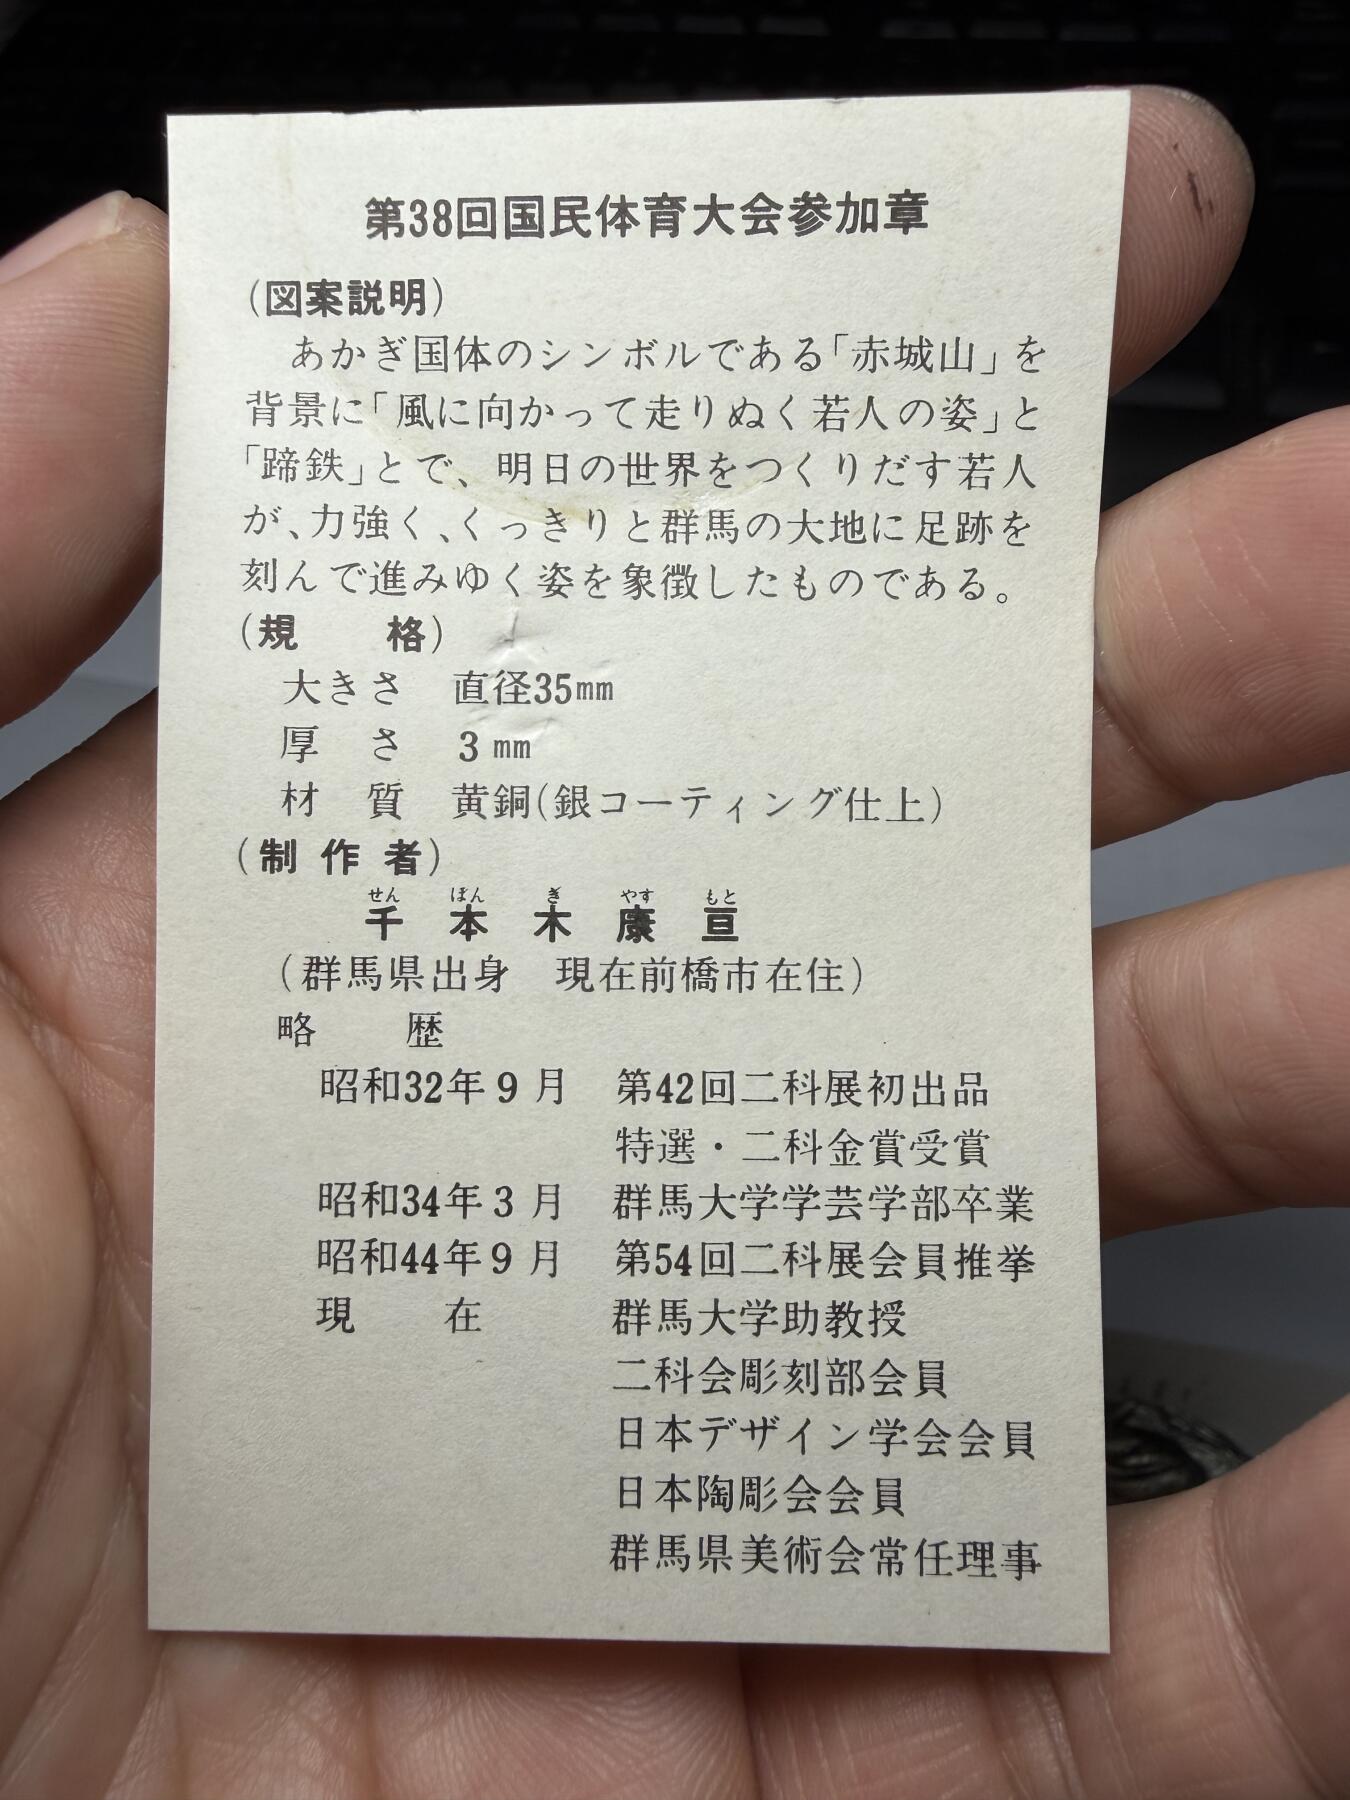 第38回国民体育大会参加章
(図案説明)
あかぎ国体のシンボルである「赤城山」を
背景に「風に向かって走りぬく若人の姿」と
「蹄鉄」とで、明日の世界をつくりだす若人
が、力強く、くっきりと群馬の大地に足跡を
刻んで進みゆく姿を象徴したものである。
(規　　格)
大きさ　直径35㎜
厚　さ　3㎜
材　質　黄銅(銀コーティング仕上)
(制作者)
せん ぼん ぎ やす もと
千本木康亘
(群馬県出身　現在前橋市在住)
略　　歴
昭和32年9月　第42回二科展初出品
特選・二科金賞受賞
昭和34年3月　群馬大学学芸学部卒業
昭和44年9月　第54回二科展会員推挙
現　　在　群馬大学助教授
二科会彫刻部会員
日本デザイン学会会員
日本陶彫会会員
群馬県美術会常任理事